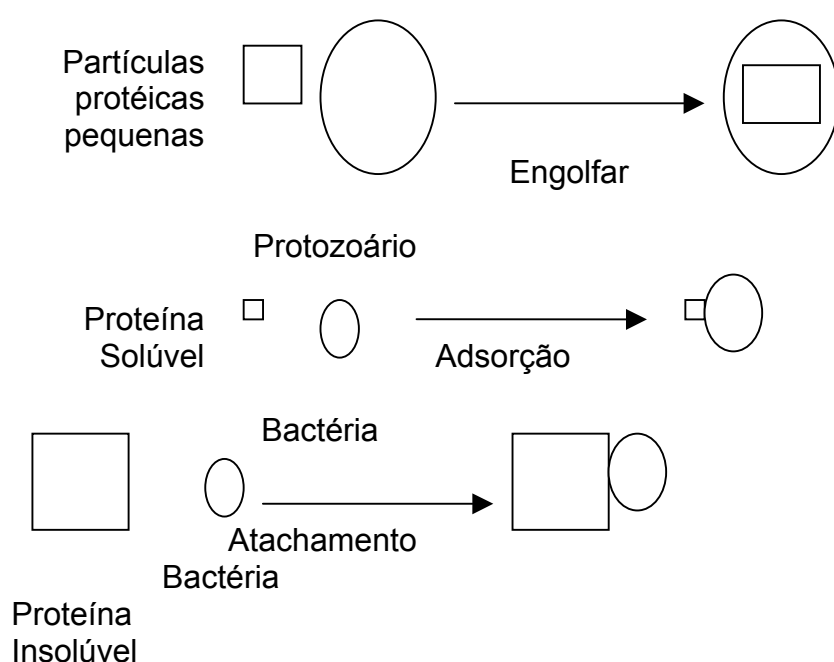 Partículas
protéicas
pequenas
Engolfar
Protozoário
Proteína
Solúvel
Adsorção
Bactéria
Atachamento
Bactéria
Proteína
Insolúvel